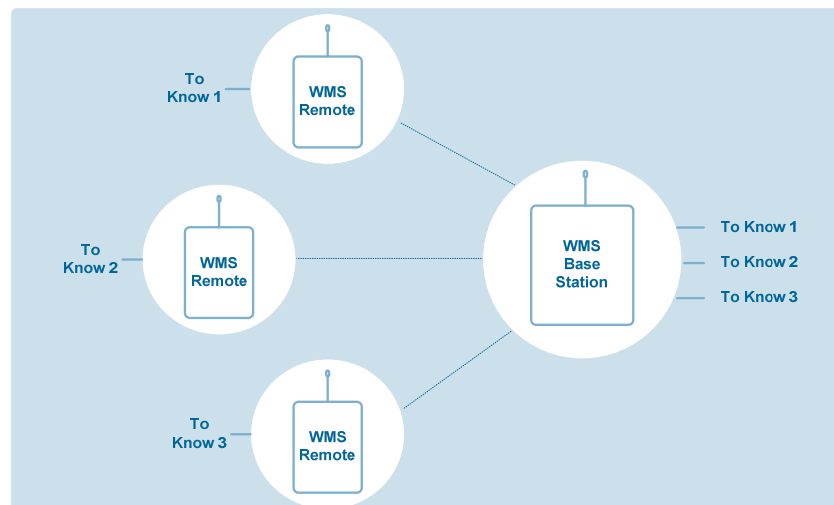 To
Know 1
WMS
Remote
To
Know 2
WMS
Remote
To
Know 3
WMS
Remote
WMS
Base
Station
To Know 1
To Know 2
To Know 3